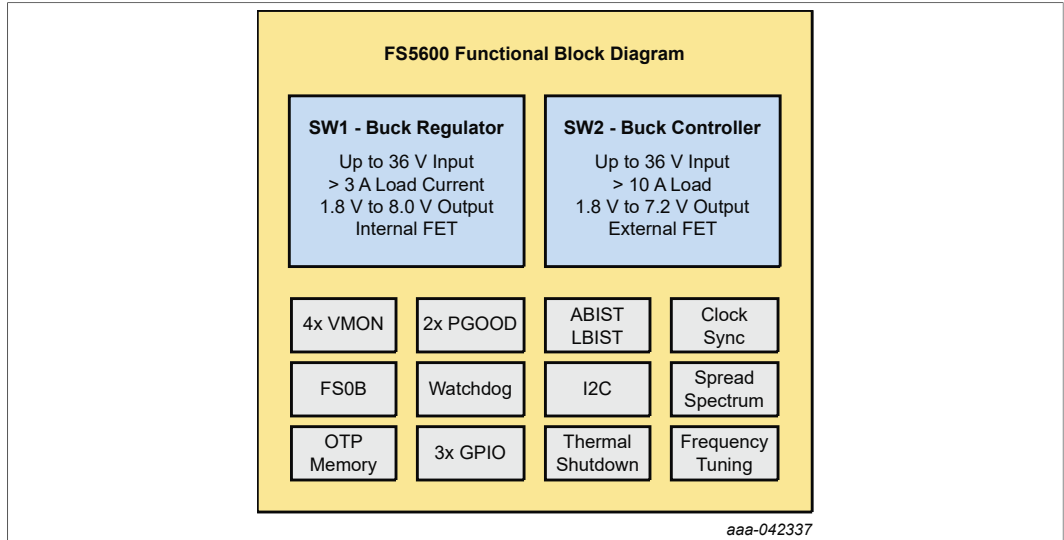 FS5600 Functional Block Diagram
SW1 - Buck Regulator
Up to 36 V Input
> 3 A Load Current
1.8 V to 8.0 V Output
Internal FET
SW2 - Buck Controller
Up to 36 V Input
> 10 A Load
1.8 V to 7.2 V Output
External FET
4x VMON
2x PGOOD
ABIST
LBIST
Clock
Sync
FS0B
Watchdog
I2C
Spread
Spectrum
OTP
Memory
3x GPIO
Thermal
Shutdown
Frequency
Tuning
aaa-042337